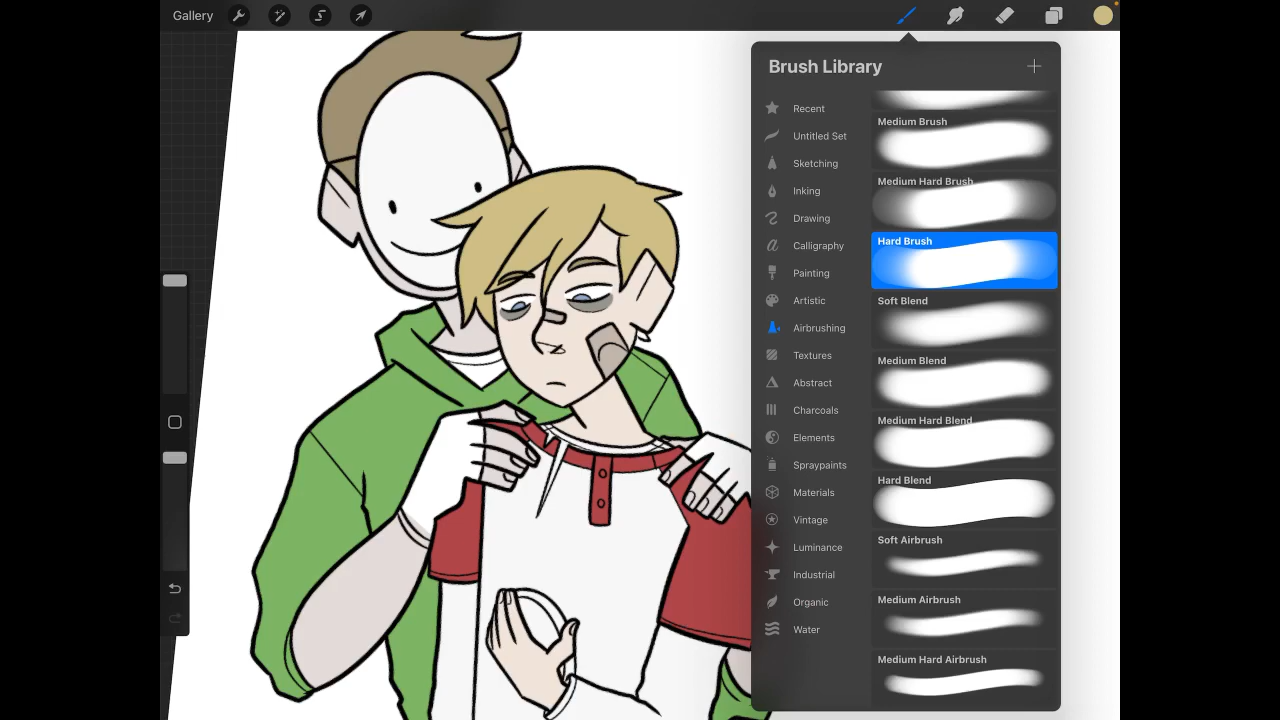 Gallery
Brush Library
Recent
Untitled Set
Sketching
Inking
Drawing
Calligraphy
Painting
Artistic
Airbrushing
Textures
Abstract
Charcoals
Elements
Spraypaints
Materials
Vintage
Luminance
Industrial
Organic
Water
Medium Brush
Medium Hard Brush
Hard Brush
Soft Blend
Medium Blend
Medium Hard Blend
Hard Blend
Soft Airbrush
Medium Airbrush
Medium Hard Airbrush